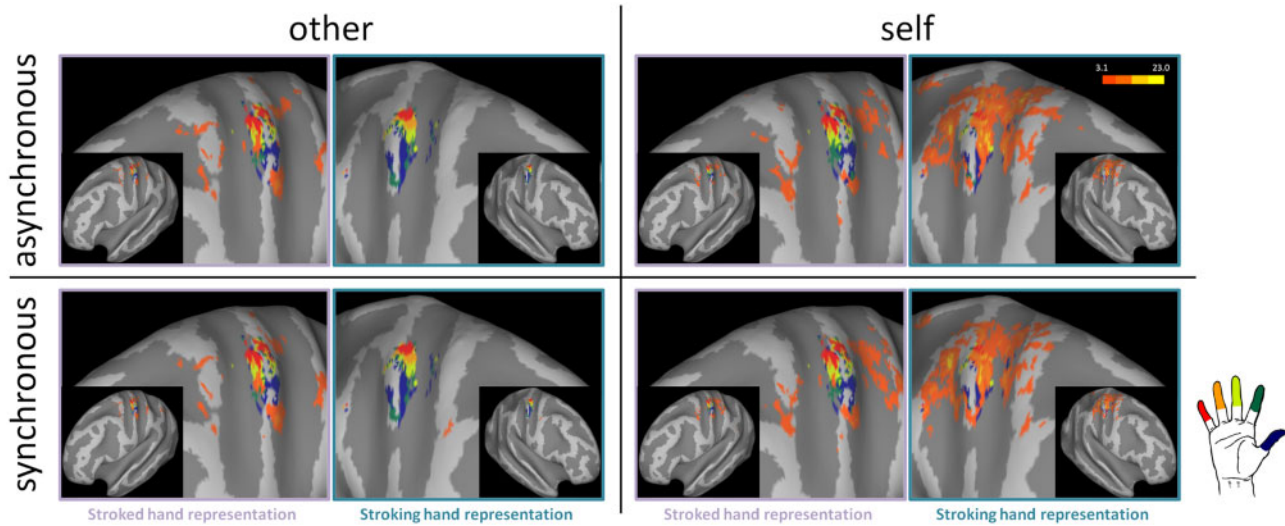 other
self
asynchronous
3.1
23.0
synchronous
Stroked hand representation
Stroking hand representation
Stroked hand representation
Stroking hand representation